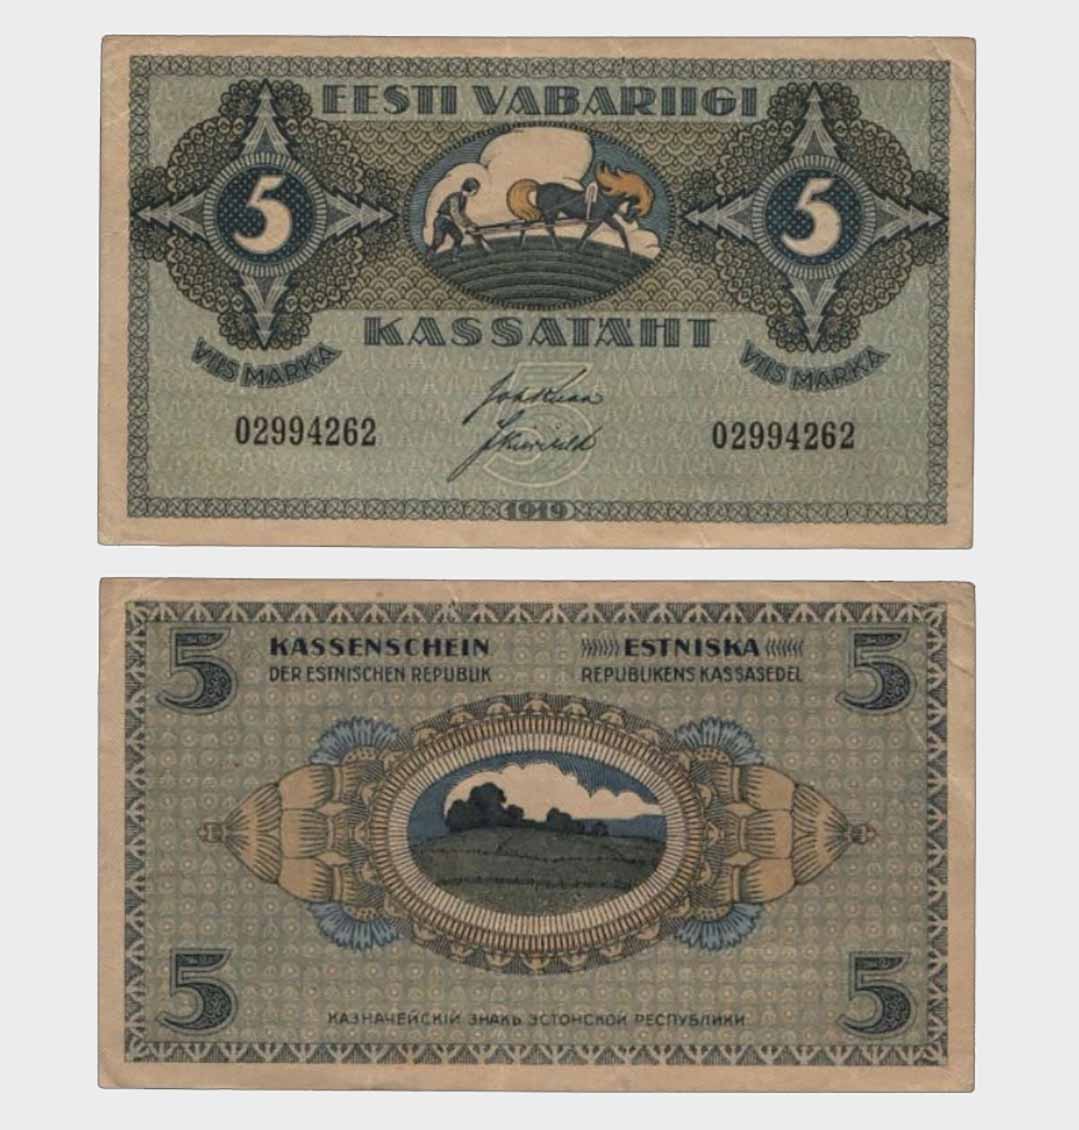 EESTI VABARIIGI
5 5
KASSATÄHT
VIIS MARKA VIIS MARKA
5
02994262 02994262
1919
5 KASSENSCHEIN ESTNISKA 5
DER ESTNISCHEN REPUBLIK REPUBLIKENS KASSASEDEL
5 5
КАЗНАЧЕЙСКІЙ ЗНАКЪ ЭСТОНСКОЙ РЕСПУБЛИКИ